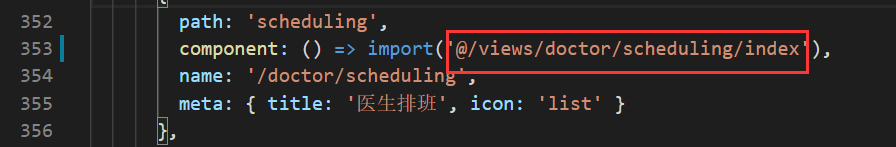 {
352 path: 'scheduling',
353 component: () => import('@/views/doctor/scheduling/index'),
354 name: '/doctor/scheduling',
355 meta: { title: '医生排班', icon: 'list' }
356 },